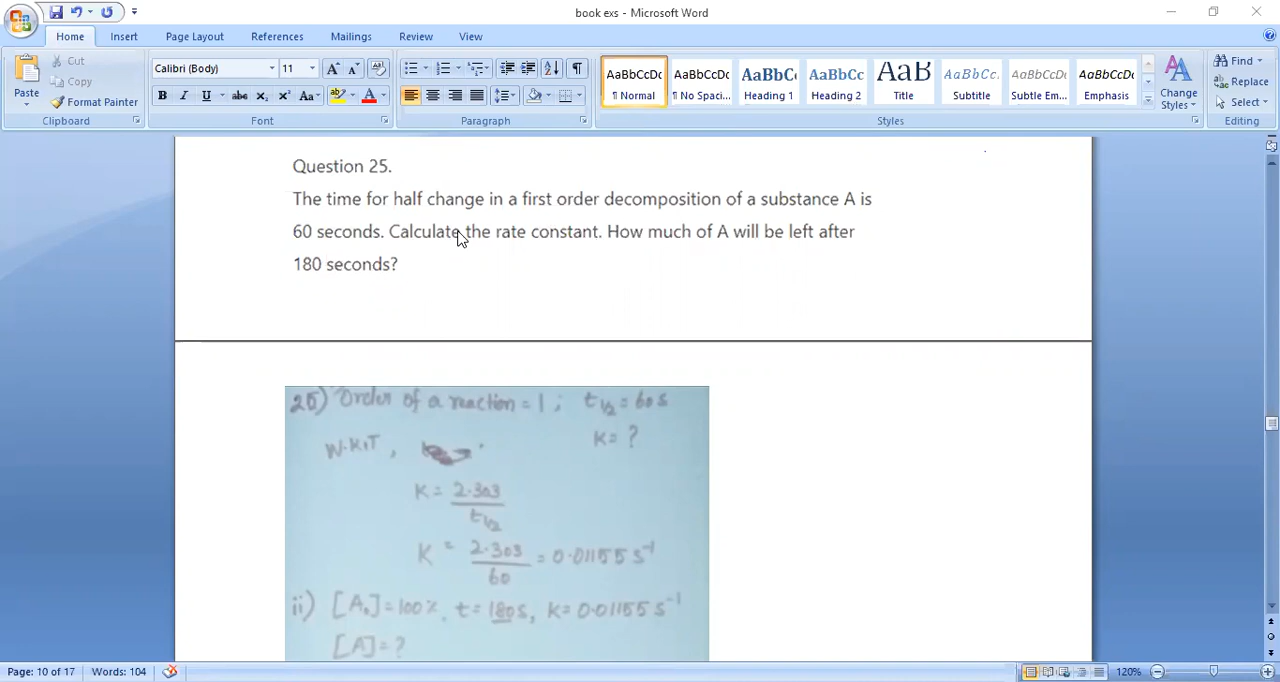 book exs - Microsoft Word
Home Insert Page Layout References Mailings Review View
Paste
Cut
Copy
Format Painter
Clipboard
Calibri (Body) 11
Font
Paragraph
AaBbCcDc AaBbCcDc AaBbC AaBbCc AaB AaBbCc. AaBbCcDc AaBbCcDc
¶ Normal ¶ No Spaci... Heading 1 Heading 2 Title Subtitle Subtle Em... Emphasis
Change Styles
Styles
Find
Replace
Select
Editing
Question 25.
The time for half change in a first order decomposition of a substance A is
60 seconds. Calculate the rate constant. How much of A will be left after
180 seconds?
25) Order of a reaction = 1 ; t1/2 = 60s
K = ?
W.K.T ,
K = 2.303 / t1/2
K = 2.303 / 60 = 0.01155 s⁻¹
ii) [A₀] = 100% , t = 180s, K = 0.01155 s⁻¹
[A] = ?
Page: 10 of 17 Words: 104 120%